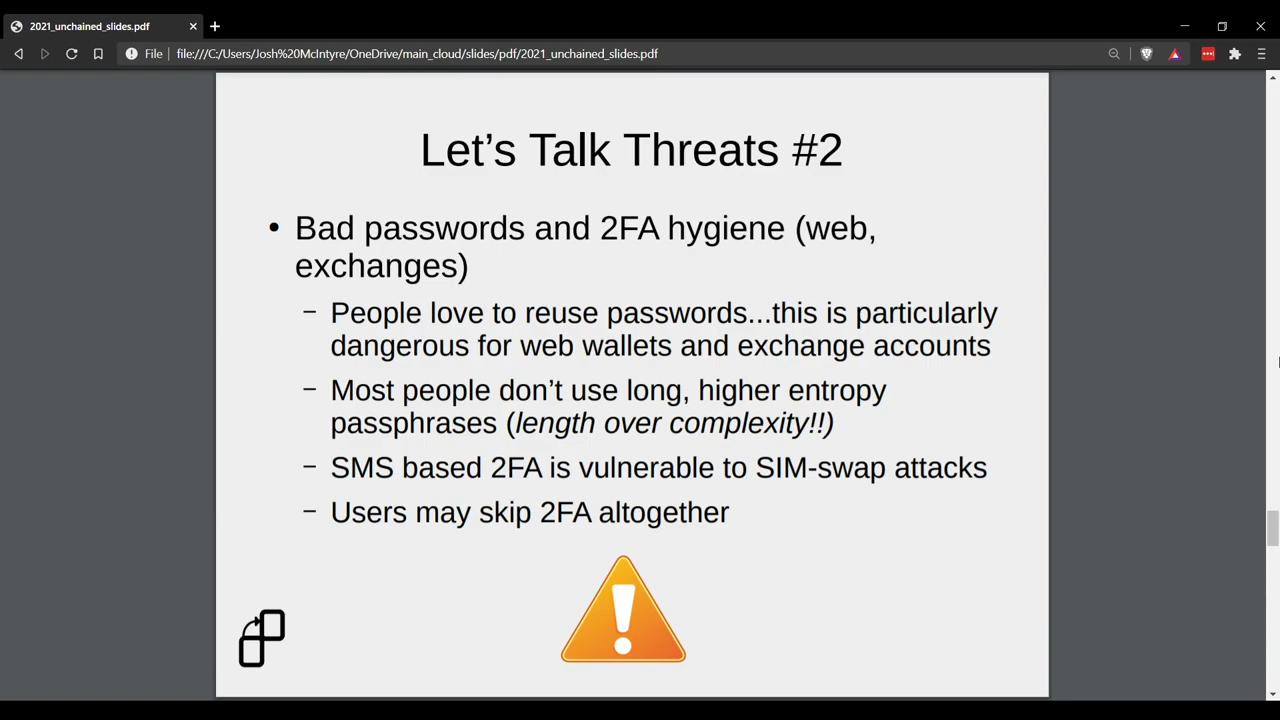 2021_unchained_slides.pdf
File file:///C:/Users/Josh%20McIntyre/OneDrive/main_cloud/slides/pdf/2021_unchained_slides.pdf
Let’s Talk Threats #2
• Bad passwords and 2FA hygiene (web,
exchanges)
– People love to reuse passwords...this is particularly
dangerous for web wallets and exchange accounts
– Most people don’t use long, higher entropy
passphrases (length over complexity!!)
– SMS based 2FA is vulnerable to SIM-swap attacks
– Users may skip 2FA altogether